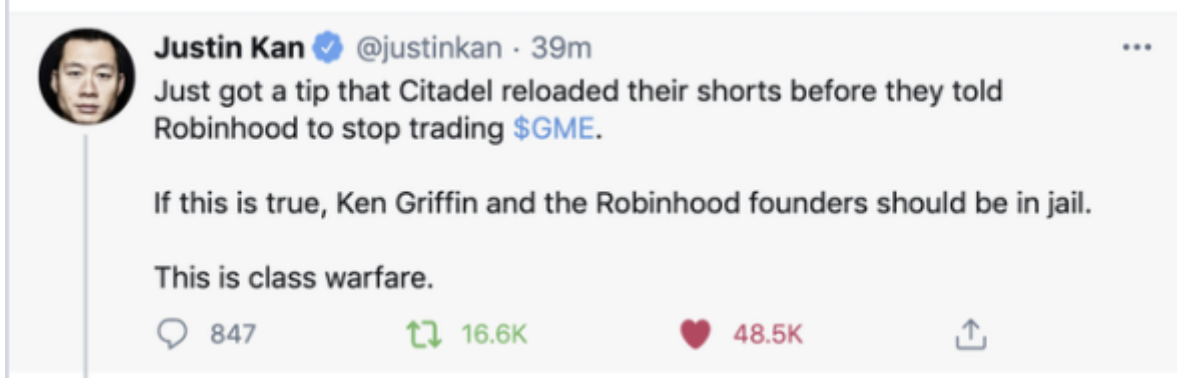 Justin Kan @justinkan · 39m
Just got a tip that Citadel reloaded their shorts before they told
Robinhood to stop trading $GME.
If this is true, Ken Griffin and the Robinhood founders should be in jail.
This is class warfare.
847 16.6K 48.5K